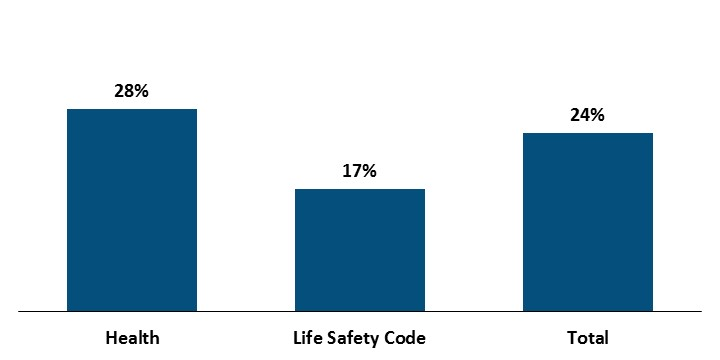 28%
17%
24%
Health
Life Safety Code
Total